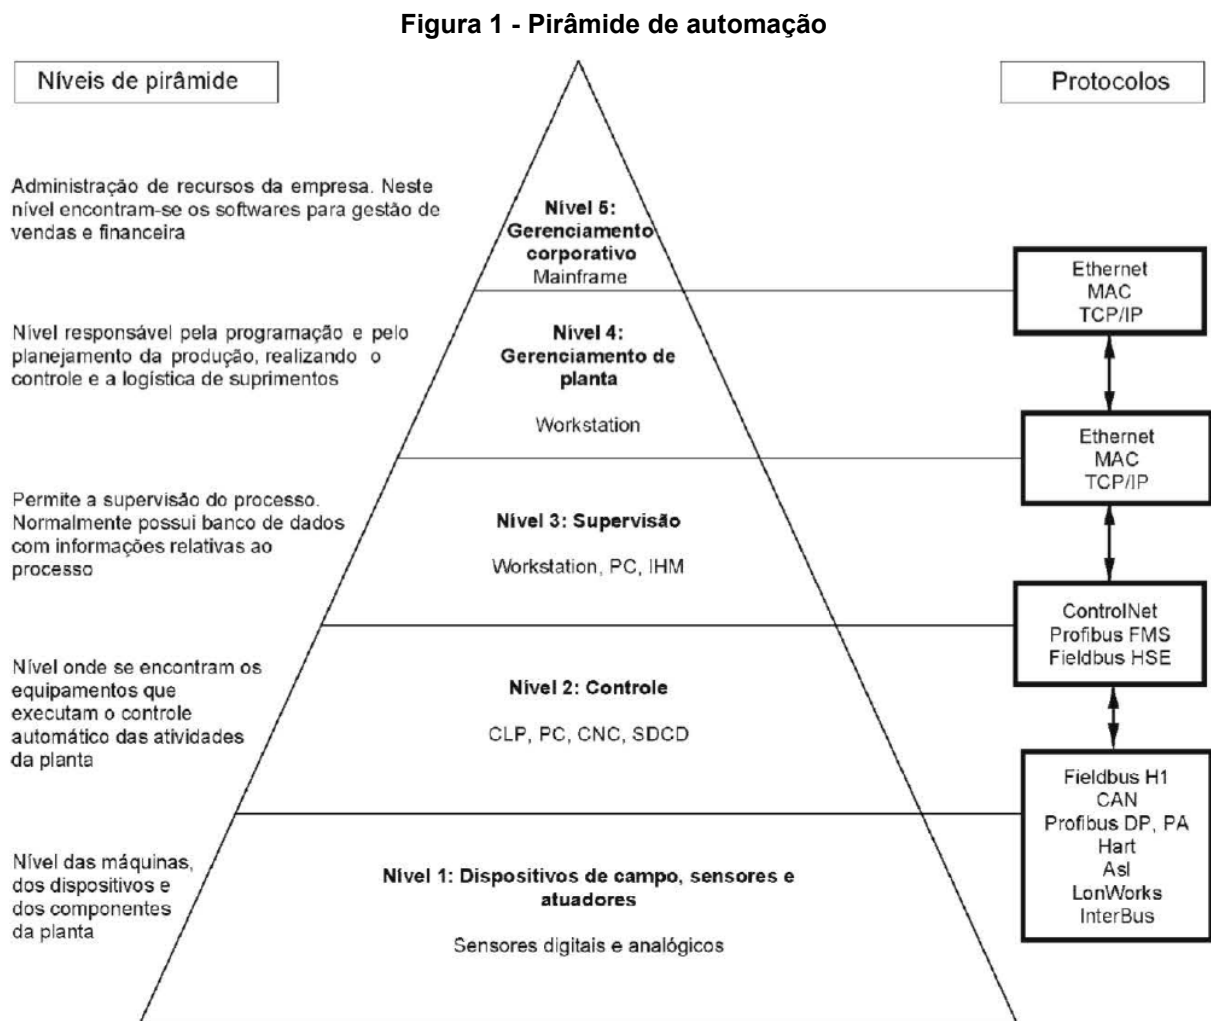 Figura 1 - Pirâmide de automação
Níveis de pirâmide
Protocolos
Administração de recursos da empresa. Neste
nível encontram-se os softwares para gestão de
vendas e financeira
Nível 5:
Gerenciamento
corporativo
Mainframe
Ethernet
MAC
TCP/IP
Nível responsável pela programação e pelo
planejamento da produção, realizando o
controle e a logística de suprimentos
Nível 4:
Gerenciamento de
planta
Workstation
Ethernet
MAC
TCP/IP
Permite a supervisão do processo.
Normalmente possui banco de dados
com informações relativas ao
processo
Nível 3: Supervisão
Workstation, PC, IHM
ControlNet
Profibus FMS
Fieldbus HSE
Nível onde se encontram os
equipamentos que
executam o controle
automático das atividades
da planta
Nível 2: Controle
CLP, PC, CNC, SDCD
Fieldbus H1
CAN
Profibus DP, PA
Hart
AsI
LonWorks
InterBus
Nível das máquinas,
dos dispositivos e
dos componentes
da planta
Nível 1: Dispositivos de campo, sensores e
atuadores
Sensores digitais e analógicos